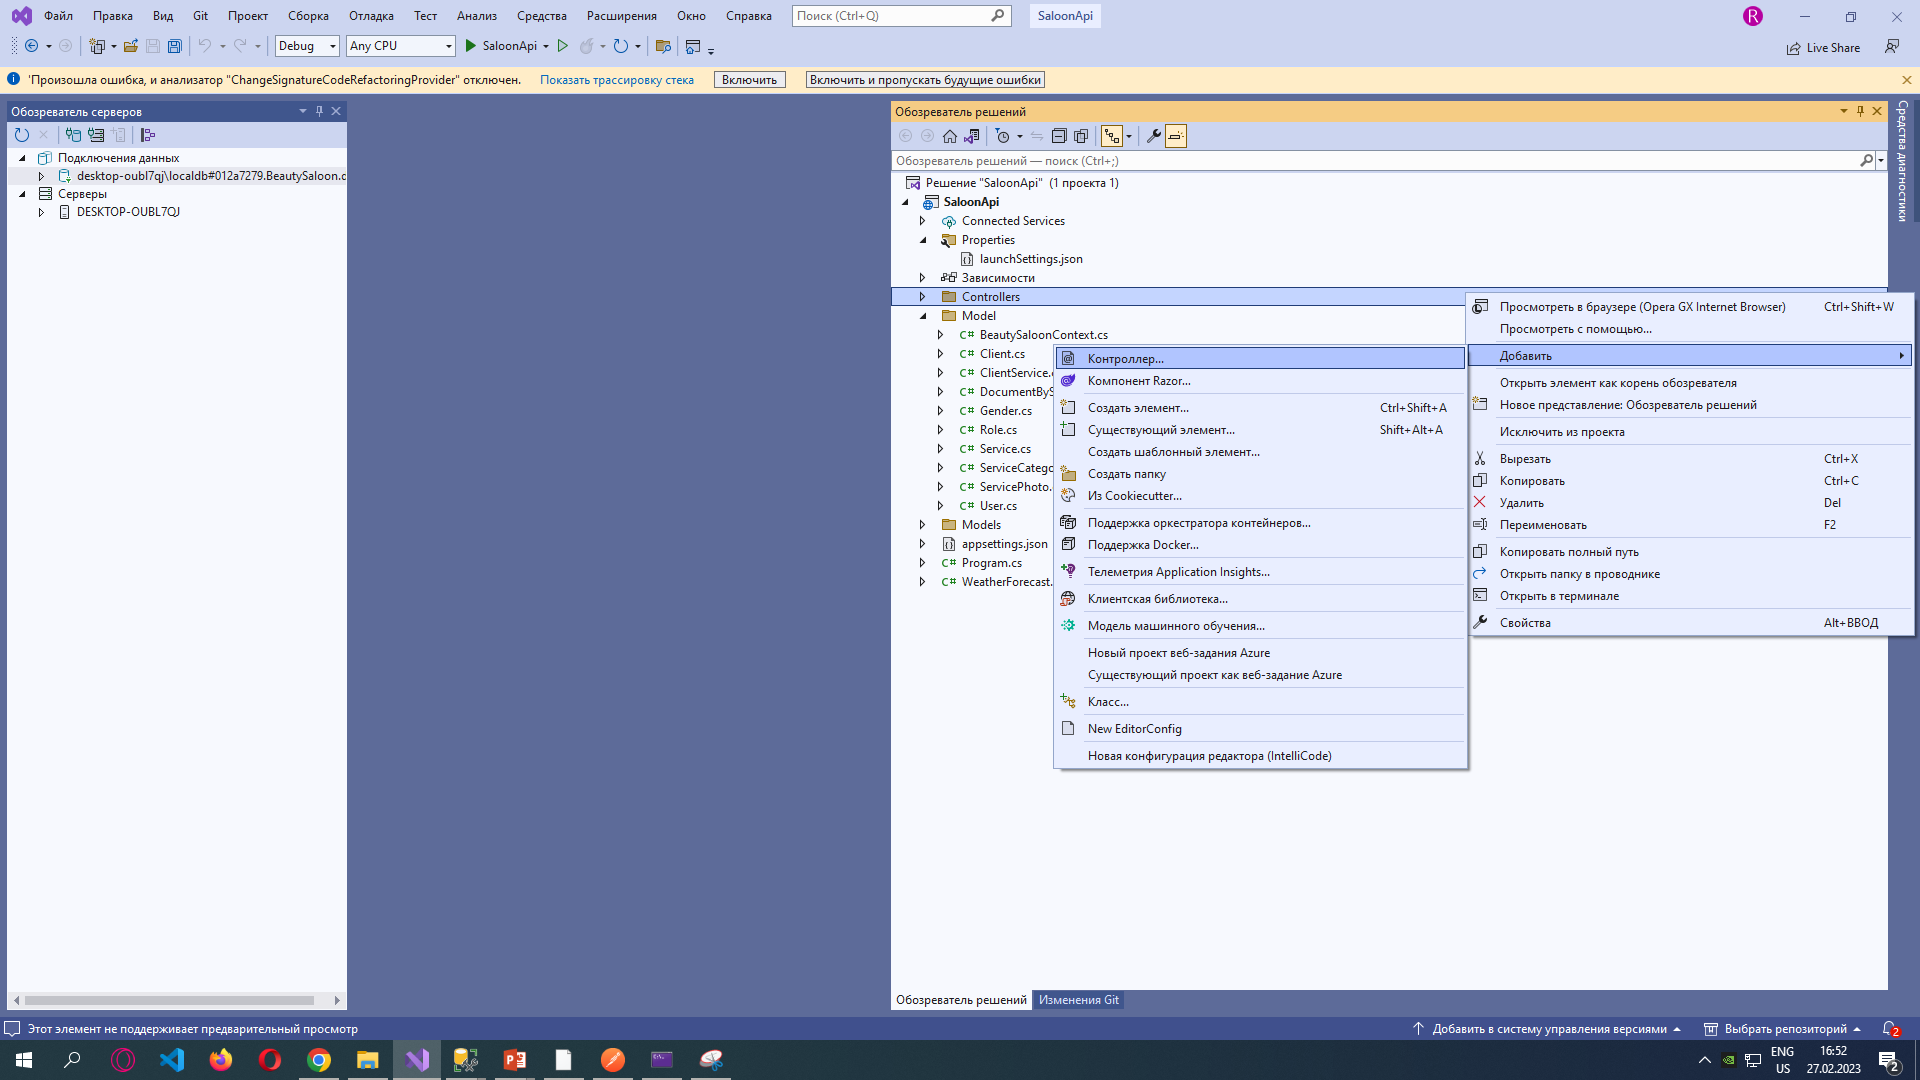 Файл Правка Вид Git Проект Сборка Отладка Тест Анализ Средства Расширения Окно Справка Поиск (Ctrl+Q) SaloonApi R
Debug Any CPU SaloonApi Live Share
'Произошла ошибка, и анализатор "ChangeSignatureCodeRefactoringProvider" отключен. Показать трассировку стека Включить Включить и пропускать будущие ошибки
Обозреватель серверов
Подключения данных
desktop-oubl7qj\localdb#012a7279.BeautySaloon.c
Серверы
DESKTOP-OUBL7QJ
Обозреватель решений
Обозреватель решений — поиск (Ctrl+;)
Решение "SaloonApi" (1 проекта 1)
SaloonApi
Connected Services
Properties
launchSettings.json
Зависимости
Controllers
Model
C# BeautySaloonContext.cs
C# Client.cs
C# ClientService.
C# DocumentByS
C# Gender.cs
C# Role.cs
C# Service.cs
C# ServiceCatego
C# ServicePhoto.
C# User.cs
Models
appsettings.json
C# Program.cs
C# WeatherForecast.
Контроллер...
Компонент Razor...
Создать элемент... Ctrl+Shift+A
Существующий элемент... Shift+Alt+A
Создать шаблонный элемент...
Создать папку
Из Cookiecutter...
Поддержка оркестратора контейнеров...
Поддержка Docker...
Телеметрия Application Insights...
Клиентская библиотека...
Модель машинного обучения...
Новый проект веб-задания Azure
Существующий проект как веб-задание Azure
Класс...
New EditorConfig
Новая конфигурация редактора (IntelliCode)
Просмотреть в браузере (Opera GX Internet Browser) Ctrl+Shift+W
Просмотреть с помощью...
Добавить
Открыть элемент как корень обозревателя
Новое представление: Обозреватель решений
Исключить из проекта
Вырезать Ctrl+X
Копировать Ctrl+C
Удалить Del
Переименовать F2
Копировать полный путь
Открыть папку в проводнике
Открыть в терминале
Свойства Alt+ВВОД
Средства диагностики
Обозреватель решений Изменения Git
Этот элемент не поддерживает предварительный просмотр Добавить в систему управления версиями Выбрать репозиторий 2
ENG
US
16:52
27.02.2023
2